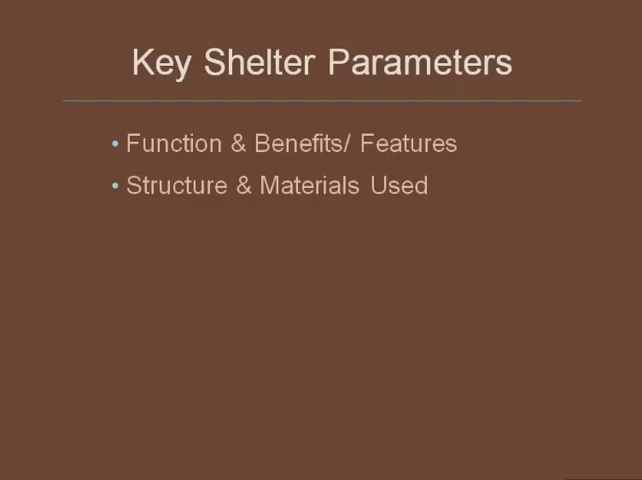 Key Shelter Parameters
• Function & Benefits/ Features
• Structure & Materials Used